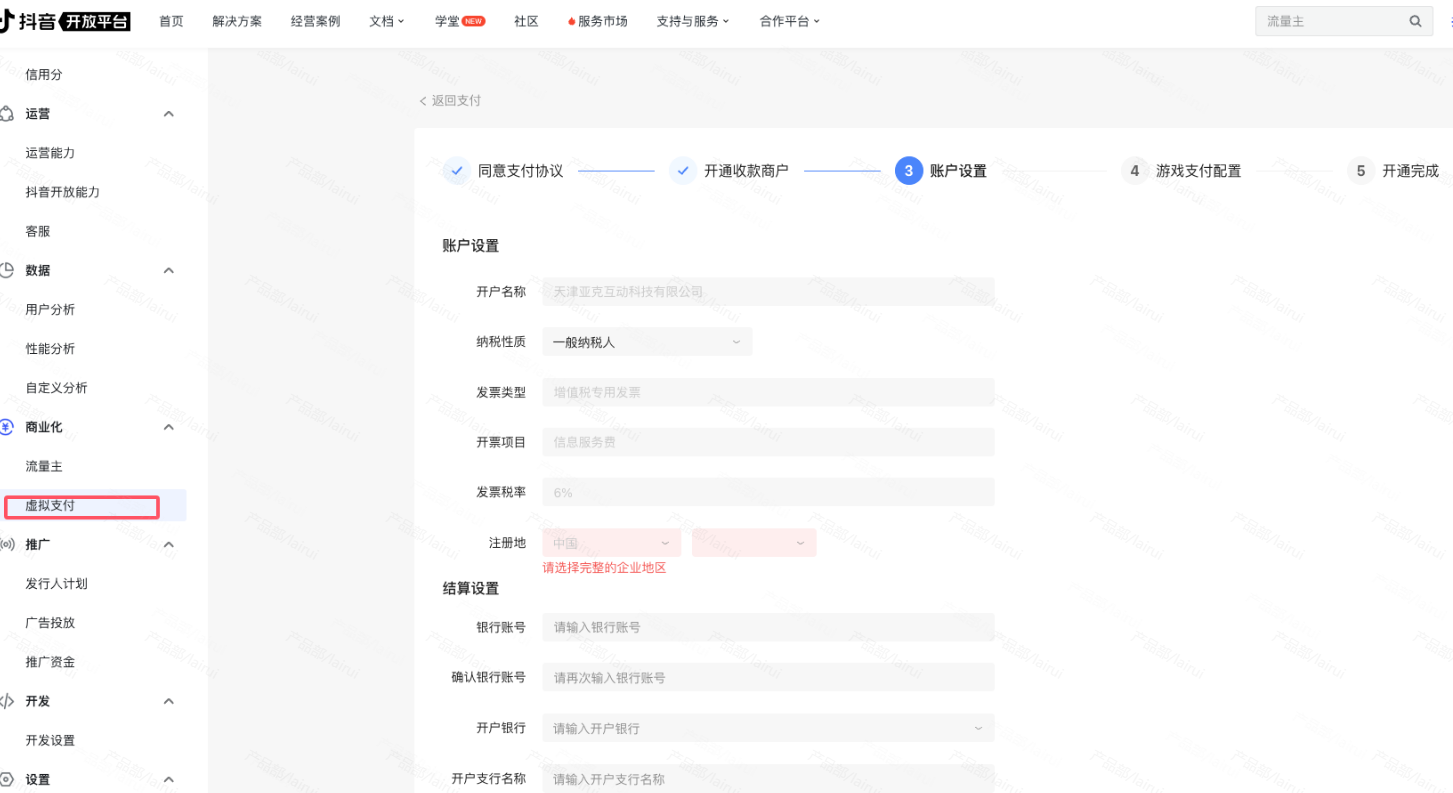 抖音 开放平台 首页 解决方案 经营案例 文档 学堂 NEW 社区 服务市场 支持与服务 合作平台 流量主
信用分
运营
运营能力
抖音开放能力
客服
数据
用户分析
性能分析
自定义分析
商业化
流量主
虚拟支付
推广
发行人计划
广告投放
推广资金
开发
开发设置
设置
返回支付
同意支付协议 开通收款商户 3 账户设置 4 游戏支付配置 5 开通完成
账户设置
开户名称 天津亚克互动科技有限公司
纳税性质 一般纳税人
发票类型 增值税专用发票
开票项目 信息服务费
发票税率 6%
注册地 中国
请选择完整的企业地区
结算设置
银行账号 请输入银行账号
确认银行账号 请再次输入银行账号
开户银行 请输入开户银行
开户支行名称 请输入开户支行名称
产品部/lairui